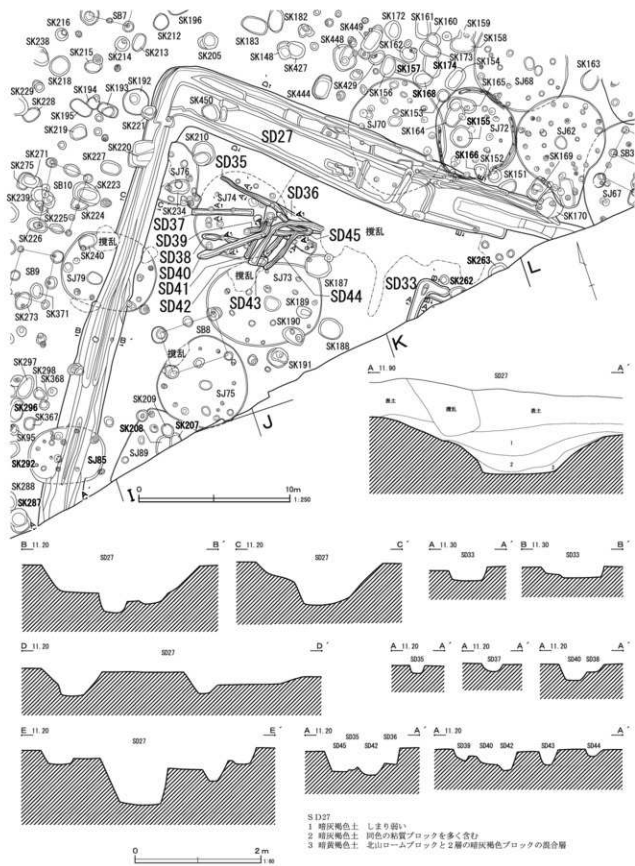 SK216
SB7
SK196
SK212
SK182
SK449
SK172
SK161
SK160
SK159
SK238
SK215
SK214
SK213
SK205
SK183
SK148
SK448
SK162
SK158
SK427
SK157
SK174
SK173
SK154
SK163
SK218
SK192
SK429
SK168
SK165
SJ68
SK229
SK194
SK193
SK444
SK156
SK228
SK195
SK450
SK153
SK155
SJ70
SJ72
SJ62
SK221
SD27
SK164
SK219
SK220
SK210
SK166
SK169
SB3
SK271
SD35
SK152
SK275
SK227
SJ76
SK151
SJ67
SB10
SK223
SJ74
SD36
SK239
SK234
SK170
SK224
SD37
SD45
撹乱
SK225
SD39
SK226
撹乱
SD38
SK263
L
SK240
SD40
撹乱
SJ73
SK187
SD33
SB9
SJ79
SD41
SD44
SK262
SD42
SD43
SK189
SK273
SK371
SB8
SK190
K
SK188
SK297
撹乱
SK298
SK191
SK368
SK296
SJ75
SK209
J
SK367
SK208
SK207
SK95
SK292
SJ85
SJ89
SK288
I
SK287
0 10m
1:250
A 11.90 A´
SD27
表土 撹乱 表土
1
2 3
B 11.20 B´
SD27
C 11.20 C´
SD27
A 11.30 A´
SD33
B 11.30 B´
SD33
D 11.20 D´
SD27
A 11.20 A´
SD35
A 11.20 A´
SD37
A 11.20 A´
SD40 SD38
E 11.20 E´
SD27
A 11.20 A´
SD35 SD36
SD45 SD42
A 11.20 A´
SD39 SD40 SD42 SD43 SD44
0 2m
1:60
SD27
1 暗灰褐色土 しまり弱い
2 暗灰褐色土 同色の粘質ブロックを多く含む
3 暗黄褐色土 北山ロームブロックと2層の暗灰褐色ブロックの混合層